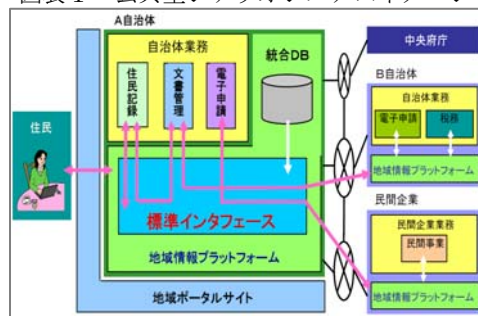 A自治体
自治体業務
住民記録
文書管理
電子申請
統合DB
標準インタフェース
地域情報プラットフォーム
地域ポータルサイト
住民
中央府庁
B自治体
自治体業務
電子申請
税務
地域情報プラットフォーム
民間企業
民間企業業務
民間事業
地域情報プラットフォーム